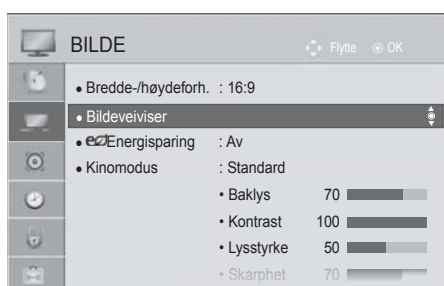 BILDE Flytte OK
• Bredde-/høydeforh. : 16:9
• Bildeveiviser
• eco Energisparing : Av
• Kinomodus : Standard
• Baklys 70
• Kontrast 100
• Lysstyrke 50
• Skarphet 70